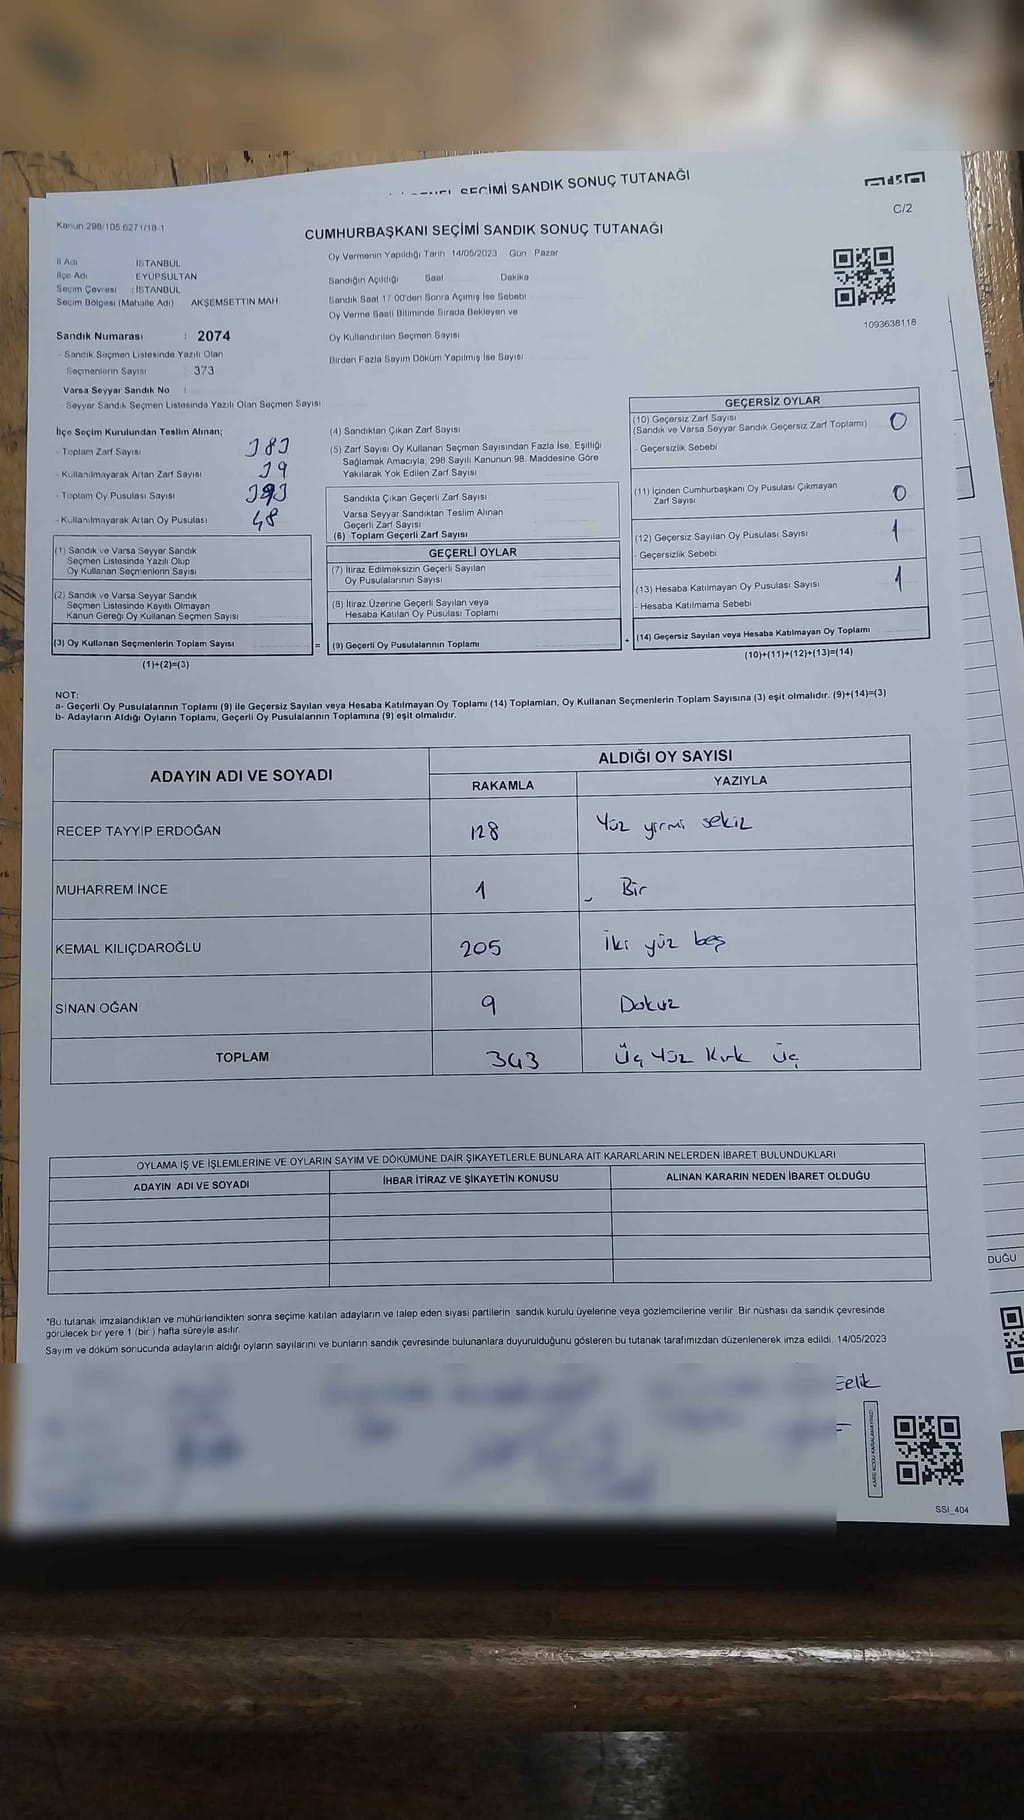 SEÇİMİ SANDIK SONUÇ TUTANAĞI
C/2
Kanun 298/105 6271/18-1
CUMHURBAŞKANI SEÇİMİ SANDIK SONUÇ TUTANAĞI
İl Adı İSTANBUL
İlçe Adı EYÜPSULTAN
Seçim Çevresi : İSTANBUL
Seçim Bölgesi (Mahalle Adı) AKŞEMSETTİN MAH
Sandık Numarası : 2074
- Sandık Seçmen Listesinde Yazılı Olan
Seçmenlerin Sayısı : 373
Varsa Seyyar Sandık No :
Seyyar Sandık Seçmen Listesinde Yazılı Olan Seçmen Sayısı
Oy Vermenin Yapıldığı Tarih 14/05/2023 Gün Pazar
Sandığın Açıldığı Saat Dakika
Sandık Saat 17:00'den Sonra Açımış İse Sebebi
Oy Verme Saati Bitiminde Sırada Bekleyen ve
Oy Kullandırılan Seçmen Sayısı
Birden Fazla Sayım Döküm Yapılmış İse Sayısı
1093638118
İlçe Seçim Kurulundan Teslim Alınan;
- Toplam Zarf Sayısı 383
- Kullanılmayarak Artan Zarf Sayısı 39
- Toplam Oy Pusulası Sayısı 393
- Kullanılmayarak Artan Oy Pusulası 48
(1) Sandık ve Varsa Seyyar Sandık
Seçmen Listesinde Yazılı Olup
Oy Kullanan Seçmenlerin Sayısı
(2) Sandık ve Varsa Seyyar Sandık
Seçmen Listesinde Kayıtlı Olmayan
Kanun Gereği Oy Kullanan Seçmen Sayısı
(3) Oy Kullanan Seçmenlerin Toplam Sayısı =
(1)+(2)=(3)
(4) Sandıktan Çıkan Zarf Sayısı
(5) Zarf Sayısı Oy Kullanan Seçmen Sayısından Fazla İse, Eşitliği
Sağlamak Amacıyla, 298 Sayılı Kanunun 98. Maddesine Göre
Yakılarak Yok Edilen Zarf Sayısı
Sandıkta Çıkan Geçerli Zarf Sayısı
Varsa Seyyar Sandıktan Teslim Alınan
Geçerli Zarf Sayısı
(6) Toplam Geçerli Zarf Sayısı
GEÇERLİ OYLAR
(7) İtiraz Edilmeksizin Geçerli Sayılan
Oy Pusulalarının Sayısı
(8) İtiraz Üzerine Geçerli Sayılan veya
Hesaba Katılan Oy Pusulası Toplamı
(9) Geçerli Oy Pusulalarının Toplamı +
GEÇERSİZ OYLAR
(10) Geçersiz Zarf Sayısı
(Sandık ve Varsa Seyyar Sandık Geçersiz Zarf Toplamı) 0
- Geçersizlik Sebebi
(11) İçinden Cumhurbaşkanı Oy Pusulası Çıkmayan
Zarf Sayısı 0
(12) Geçersiz Sayılan Oy Pusulası Sayısı 1
- Geçersizlik Sebebi
(13) Hesaba Katılmayan Oy Pusulası Sayısı 1
- Hesaba Katılmama Sebebi
(14) Geçersiz Sayılan veya Hesaba Katılmayan Oy Toplamı
(10)+(11)+(12)+(13)=(14)
NOT:
a- Geçerli Oy Pusulalarının Toplamı (9) ile Geçersiz Sayılan veya Hesaba Katılmayan Oy Toplamı (14) Toplamları, Oy Kullanan Seçmenlerin Toplam Sayısına (3) eşit olmalıdır. (9)+(14)=(3)
b- Adayların Aldığı Oyların Toplamı, Geçerli Oy Pusulalarının Toplamına (9) eşit olmalıdır.
ADAYIN ADI VE SOYADI ALDIĞI OY SAYISI
RAKAMLA YAZIYLA
RECEP TAYYİP ERDOĞAN 128 Yüz yirmi sekiz
MUHARREM İNCE 1 Bir
KEMAL KILIÇDAROĞLU 205 İki yüz beş
SİNAN OĞAN 9 Dokuz
TOPLAM 343 Üç Yüz Kırk Üç
OYLAMA İŞ VE İŞLEMLERİNE VE OYLARIN SAYIM VE DÖKÜMÜNE DAİR ŞİKAYETLERLE BUNLARA AİT KARARLARIN NELERDEN İBARET BULUNDUKLARI
ADAYIN ADI VE SOYADI İHBAR İTİRAZ VE ŞİKAYETİN KONUSU ALINAN KARARIN NEDEN İBARET OLDUĞU
DUĞU
*Bu tutanak imzalandıktan ve mühürlendikten sonra seçime katılan adayların ve talep eden siyasi partilerin sandık kurulu üyelerine veya gözlemcilerine verilir. Bir nüshası da sandık çevresinde
görülecek bir yere 1 (bir ) hafta süreyle asılır.
Sayım ve döküm sonucunda adayların aldığı oyların sayılarını ve bunların sandık çevresinde bulunanlara duyurulduğunu gösteren bu tutanak tarafımızdan düzenlenerek imza edildi. 14/05/2023
KARE KODU KARALAMAYINIZ!
SSI_404